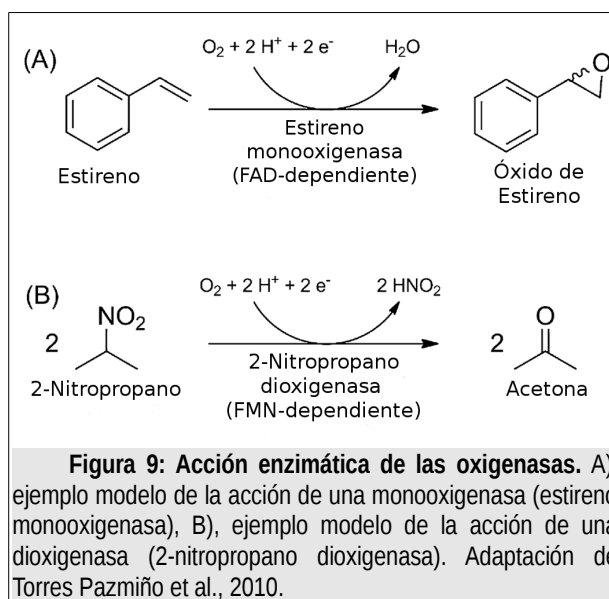 (A)
O₂ + 2 H⁺ + 2 e⁻
H₂O
O
Estireno
Estireno
monooxigenasa
(FAD-dependiente)
Óxido de
Estireno
(B)
O₂ + 2 H⁺ + 2 e⁻
2 HNO₂
2
NO₂
2
O
2-Nitropropano
2-Nitropropano
dioxigenasa
(FMN-dependiente)
Acetona
Figura 9: Acción enzimática de las oxigenasas. A)
ejemplo modelo de la acción de una monooxigenasa (estireno
monooxigenasa), B), ejemplo modelo de la acción de una
dioxigenasa (2-nitropropano dioxigenasa). Adaptación de
Torres Pazmiño et al., 2010.